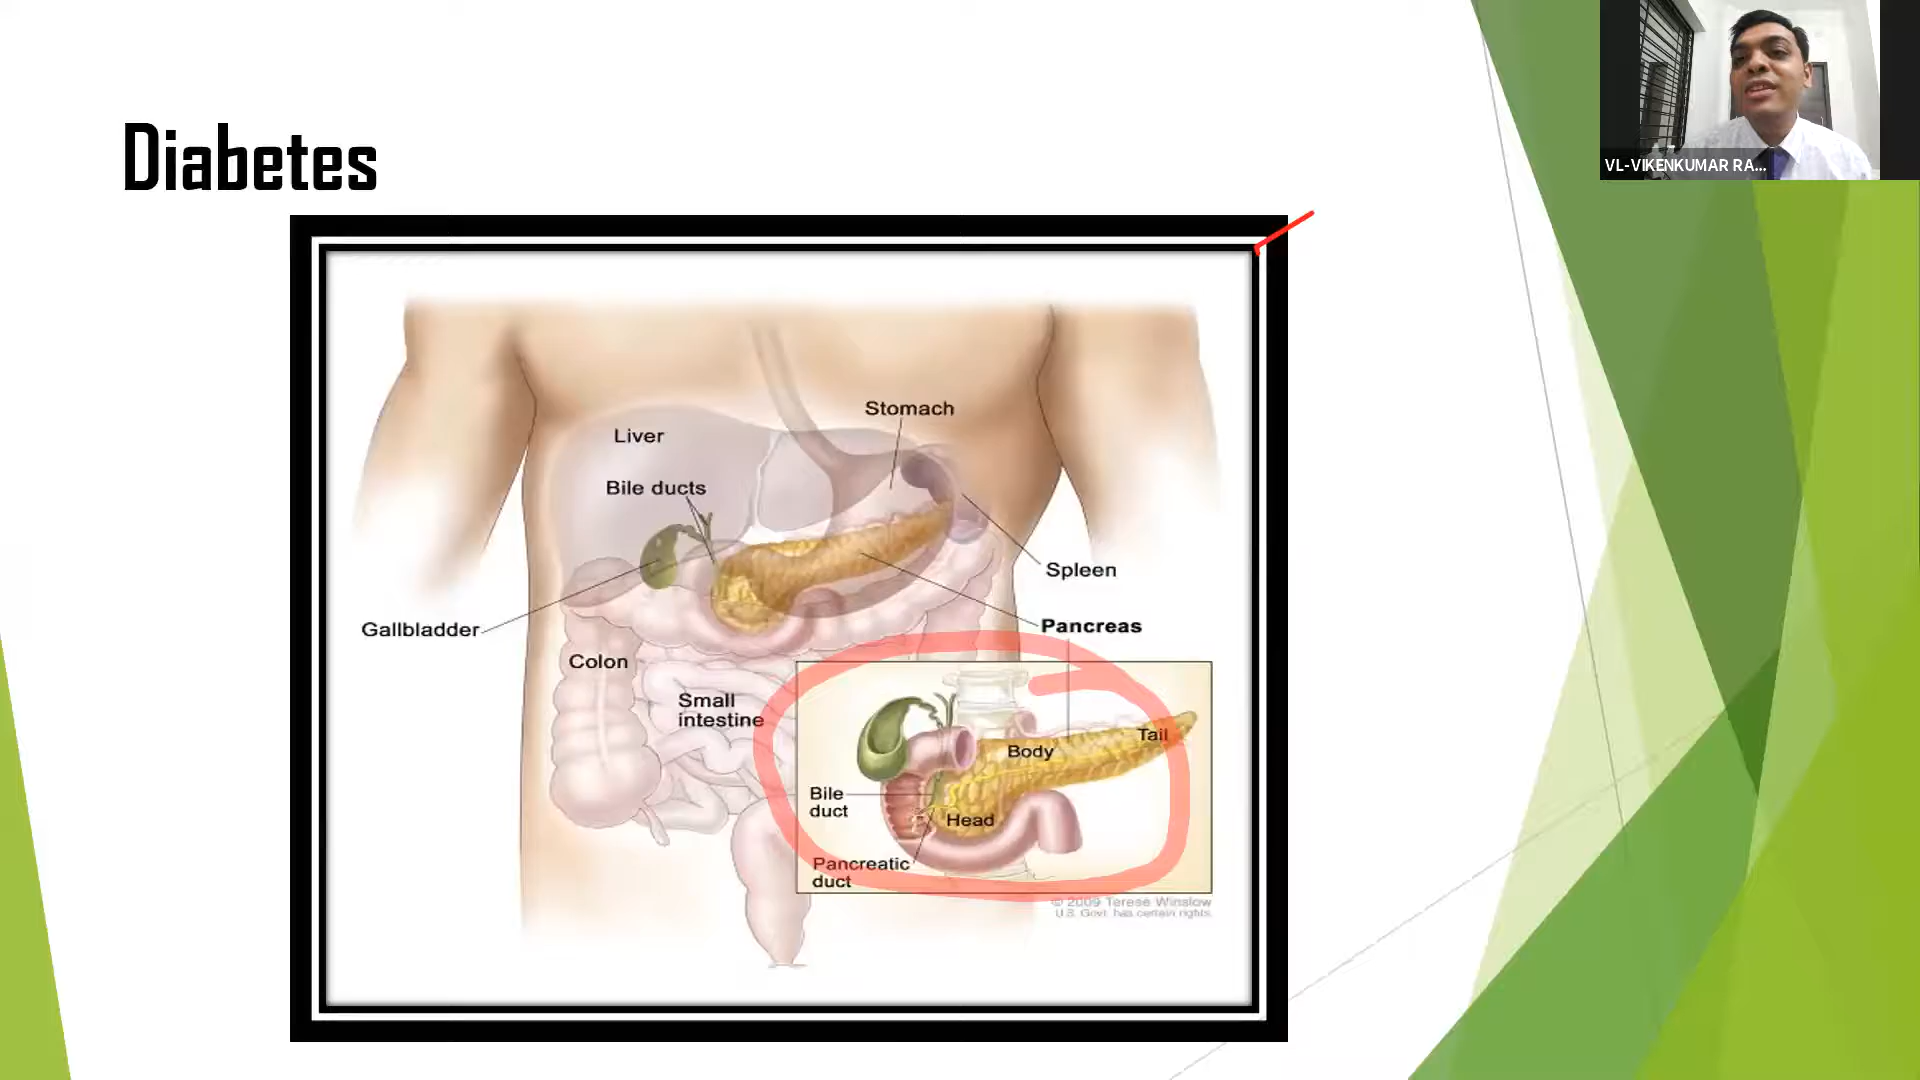 VL-VIKENKUMAR RA...
Diabetes
Stomach
Liver
Bile ducts
Spleen
Pancreas
Gallbladder
Colon
Small
intestine
Tail
Body
Bile
duct
Head
Pancreatic
duct
© 2009 Terese Winslow
U.S. Govt. has certain rights.